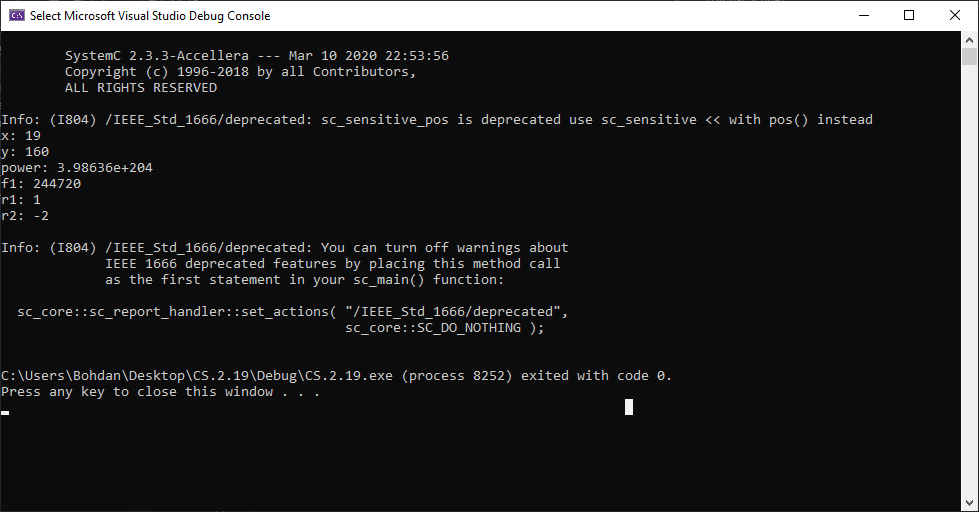 Select Microsoft Visual Studio Debug Console
SystemC 2.3.3-Accellera --- Mar 10 2020 22:53:56
Copyright (c) 1996-2018 by all Contributors,
ALL RIGHTS RESERVED
Info: (I804) /IEEE_Std_1666/deprecated: sc_sensitive_pos is deprecated use sc_sensitive << with pos() instead
x: 19
y: 160
power: 3.98636e+204
f1: 244720
r1: 1
r2: -2
Info: (I804) /IEEE_Std_1666/deprecated: You can turn off warnings about
IEEE 1666 deprecated features by placing this method call
as the first statement in your sc_main() function:
sc_core::sc_report_handler::set_actions( "/IEEE_Std_1666/deprecated",
sc_core::SC_DO_NOTHING );
C:\Users\Bohdan\Desktop\CS.2.19\Debug\CS.2.19.exe (process 8252) exited with code 0.
Press any key to close this window . . .